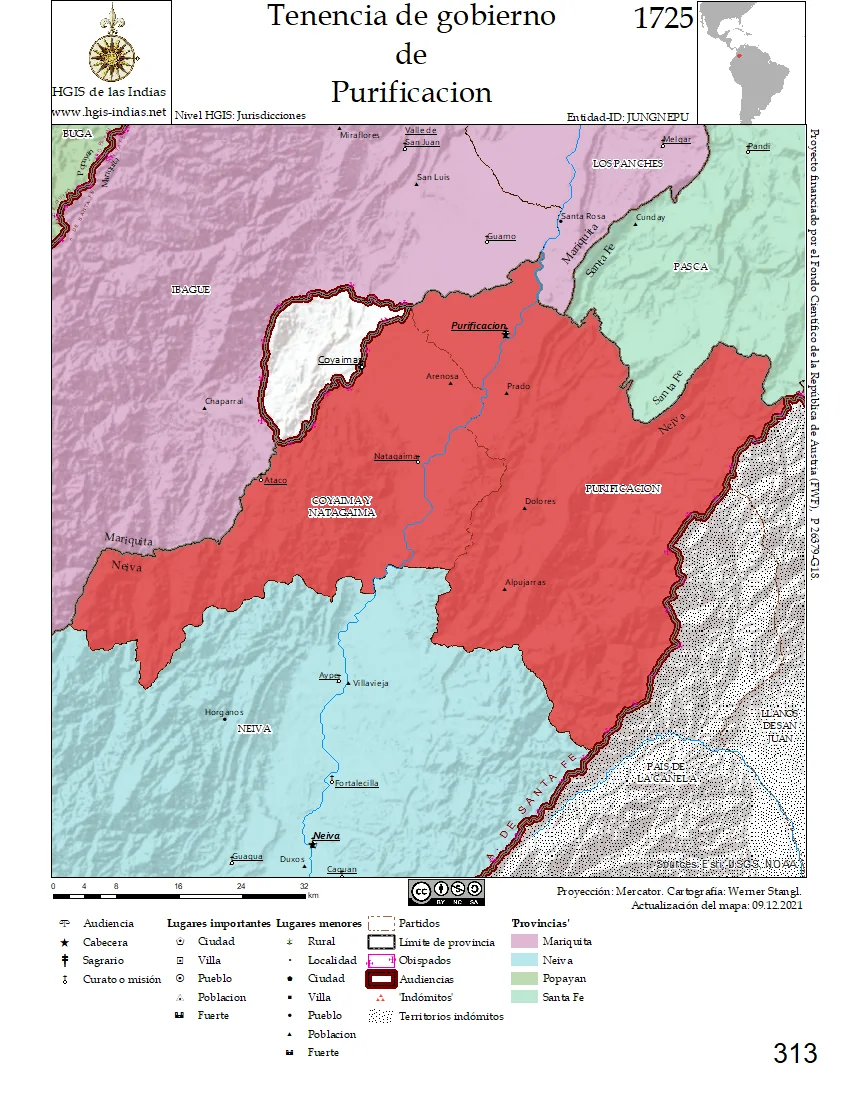 Tenencia de gobierno
de
Purificacion
1725
HGIS de las Indias
www.hgis-indias.net
Nivel HGIS: Jurisdicciones
Entidad-ID: JUNGNEPU
BUGA
Popayan
Mariquita
Miraflores
Valle de
San Juan
Melgar
Pandi
LOS PANCHES
San Luis
Santa Rosa
Cunday
Guamo
Mariquita
Santa Fe
PASCA
IBAGUE
Purificacion
Coyaima
Arenosa
Prado
Santa Fe
Neiva
Chaparral
Natagaima
Ataco
COYAIMA Y
NATAGAIMA
PURIFICACION
Dolores
Mariquita
Neiva
Alpujarras
Aype
Villavieja
Horganos
NEIVA
LLANOS
DE SAN
JUAN
PAIS DE
LA CANELA
A. DE SANTA FE
Fortalecilla
Neiva
Guagua
Duxos
Caguan
Sources: Esri, USGS, NOAA
Proyecto financiado por el Fondo Científico de la República de Austria (FWF), P 26379-G18.
0 4 8 16 24 32
km
CC BY NC SA
Proyección: Mercator. Cartografía: Werner Stangl.
Actualización del mapa: 09.12.2021
Audiencia
Cabecera
Sagrario
Curato o misión
Lugares importantes
Ciudad
Villa
Pueblo
Poblacion
Fuerte
Lugares menores
Rural
Localidad
Ciudad
Villa
Pueblo
Poblacion
Fuerte
Partidos
Límite de provincia
Obispados
Audiencias
'Indómitos'
Territorios indómitos
'Provincias'
Mariquita
Neiva
Popayan
Santa Fe
313